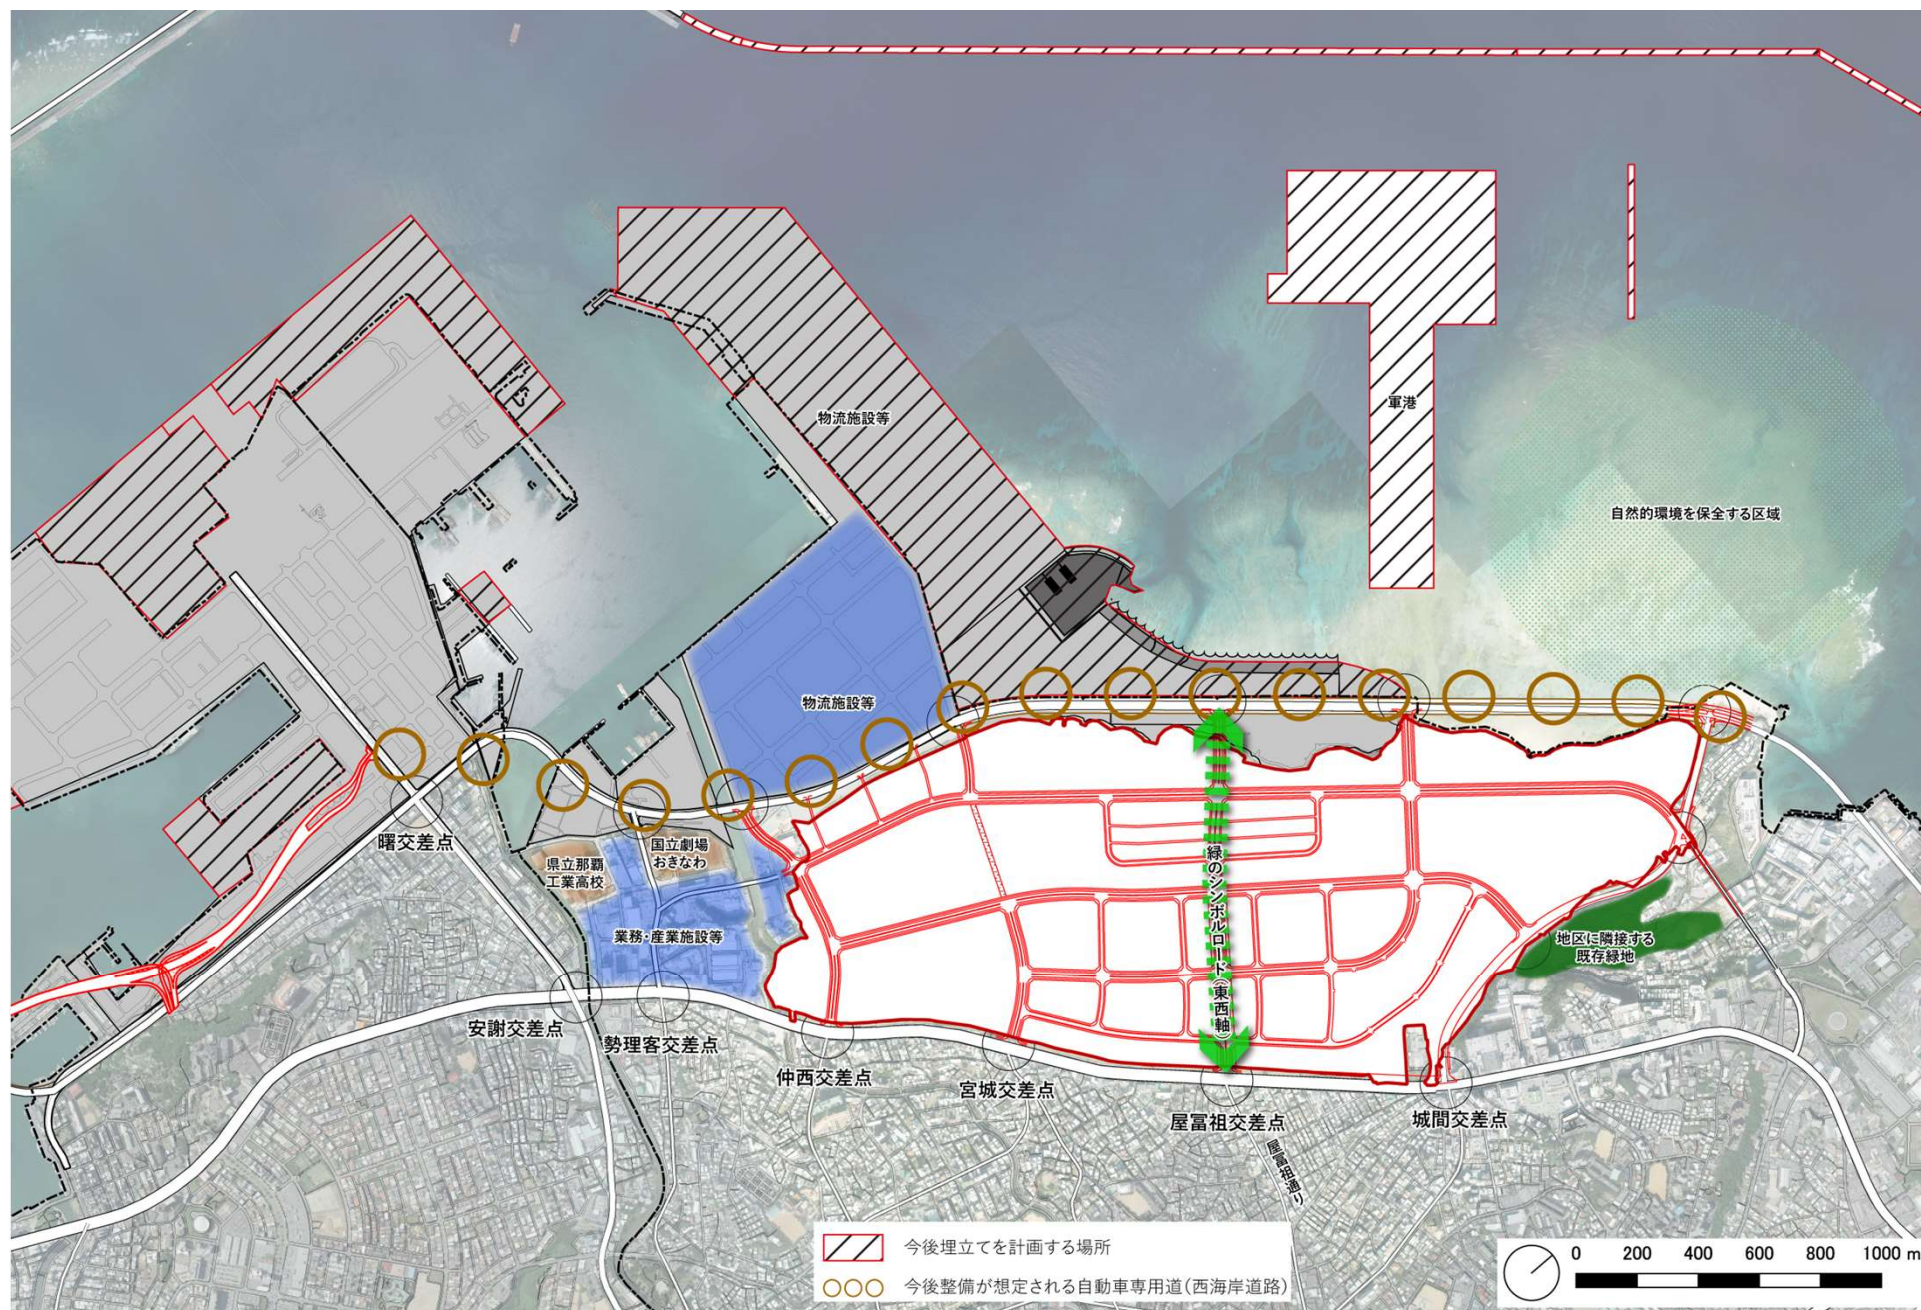 物流施設等
軍港
自然的環境を保全する区域
物流施設等
曙交差点
県立那覇
工業高校
国立劇場
おきなわ
業務・産業施設等
緑のシンボルロード(東西軸)
地区に隣接する
既存緑地
安謝交差点
勢理客交差点
仲西交差点
宮城交差点
屋冨祖交差点
城間交差点
屋冨祖通り
今後埋立てを計画する場所
今後整備が想定される自動車専用道(西海岸道路)
0 200 400 600 800 1000 m